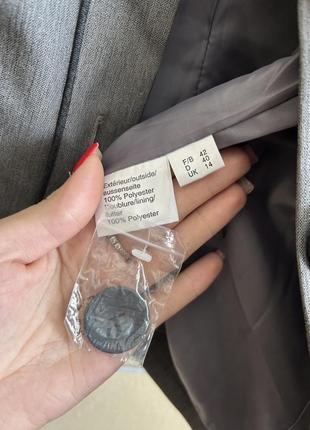 Extérieur/outside/
aussenseite
100% Polyester
Doublure/lining/
futter
100% Polyester
F/B 42
D 40
UK 14